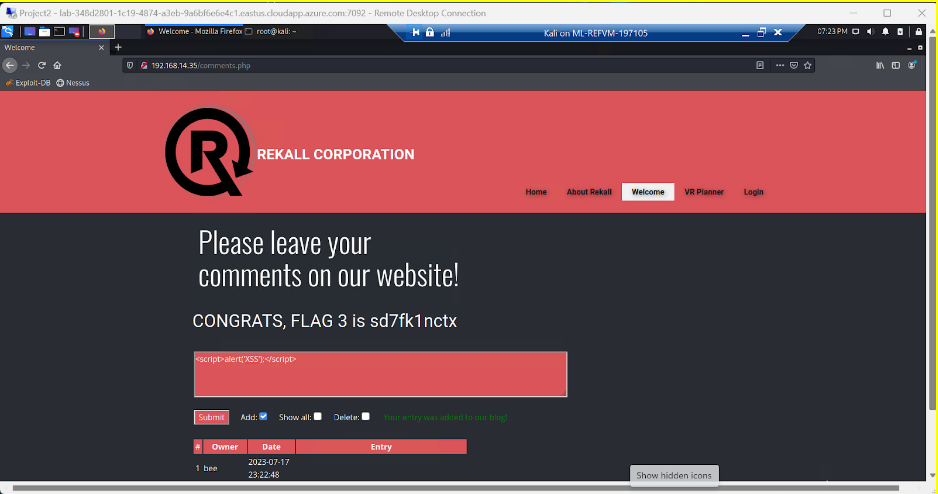 Project2 - lab-348d2801-1c19-4874-a3eb-9a6bf6e6e4c1.eastus.cloudapp.azure.com:7092 - Remote Desktop Connection
Welcome - Mozilla Firefox
root@kali: ~
Kali on ML-REFVM-197105
07:23 PM
Welcome
192.168.14.35/comments.php
Exploit-DB
Nessus
R
REKALL CORPORATION
Home
About Rekall
Welcome
VR Planner
Login
Please leave your
comments on our website!
CONGRATS, FLAG 3 is sd7fk1nctx
<script>alert('XSS');</script>
Submit
Add:
Show all:
Delete:
Your entry was added to our blog!
# Owner Date Entry
1 bee 2023-07-17
23:22:48
Show hidden icons